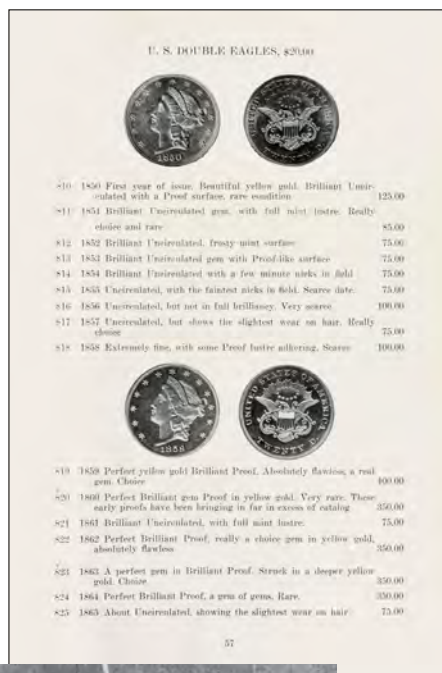 U. S. DOUBLE EAGLES, $20.00
810 1850 First year of issue. Beautiful yellow gold. Brilliant Uncir-
culated with a Proof surface, rare condition 125.00
811 1851 Brilliant Uncirculated gem, with full mint lustre. Really
choice and rare 85.00
812 1852 Brilliant Uncirculated, frosty mint surface 75.00
813 1853 Brilliant Uncirculated gem with Proof-like surface 75.00
814 1854 Brilliant Uncirculated with a few minute nicks in field 75.00
815 1855 Uncirculated, with the faintest nicks in field. Scarce date. 75.00
816 1856 Uncirculated, but not in full brilliancy. Very scarce 100.00
817 1857 Uncirculated, but shows the slightest wear on hair. Really
choice 75.00
818 1858 Extremely fine, with some Proof lustre adhering. Scarce 100.00
819 1858 Perfect yellow gold Brilliant Proof. Absolutely flawless, a real
gem. Choice 400.00
820 1860 Perfect Brilliant gem Proof in yellow gold. Very rare. These
early proofs have been bringing in far in excess of catalog 350.00
821 1861 Brilliant Uncirculated, with full mint lustre. 75.00
822 1862 Perfect Brilliant Proof, really a choice gem in yellow gold,
absolutely flawless 350.00
823 1863 A perfect gem in Brilliant Proof. Struck in a deeper yellow
gold. Choice 350.00
824 1864 Perfect Brilliant Proof, a gem of gems. Rare. 350.00
825 1865 About Uncirculated, showing the slightest wear on hair 75.00
57